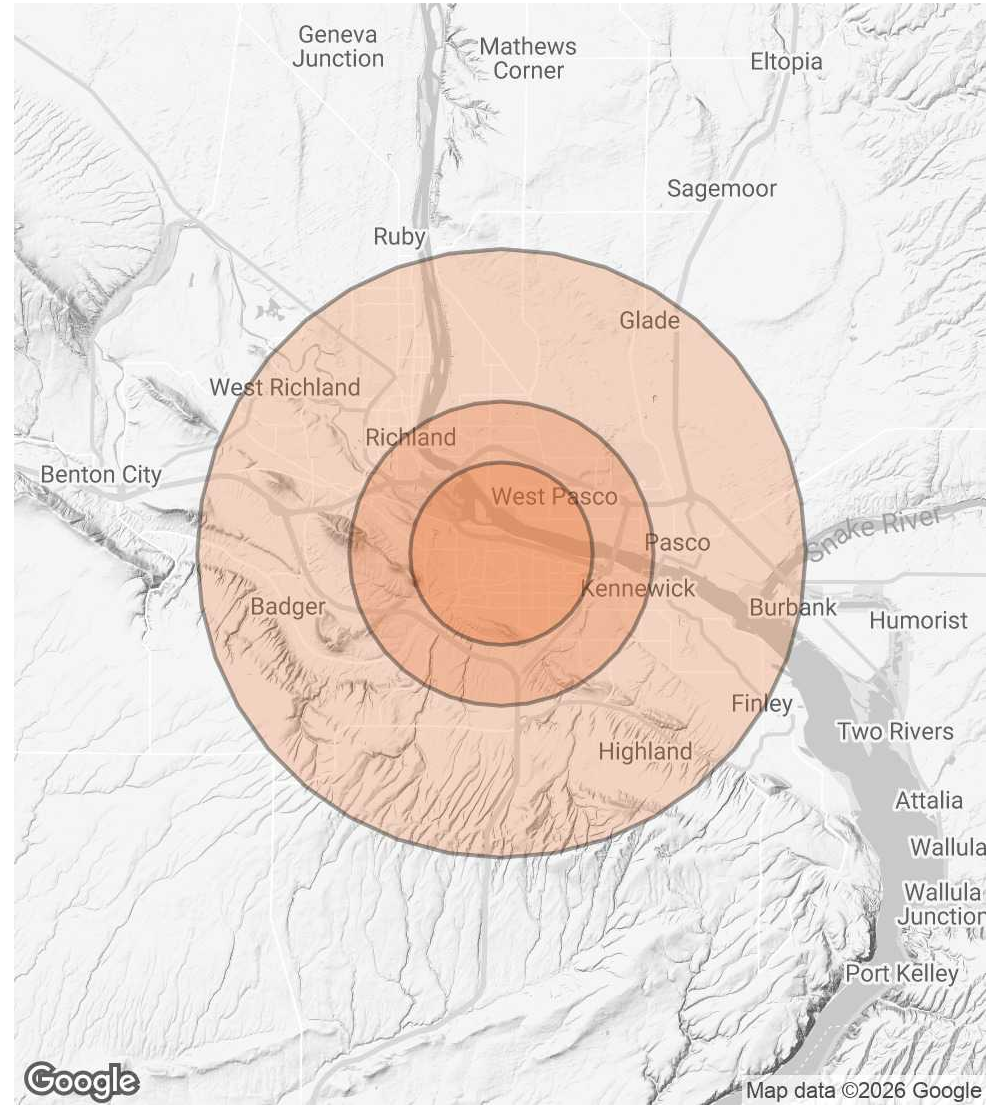 Geneva
Junction
Mathews
Corner
Eltopia
Sagemoor
Ruby
Glade
West Richland
Richland
Benton City
West Pasco
Snake River
Pasco
Kennewick
Badger
Burbank
Humorist
Finley
Two Rivers
Highland
Attalia
Wallula
Wallula
Junction
Port Kelley
Google
Map data ©2026 Google